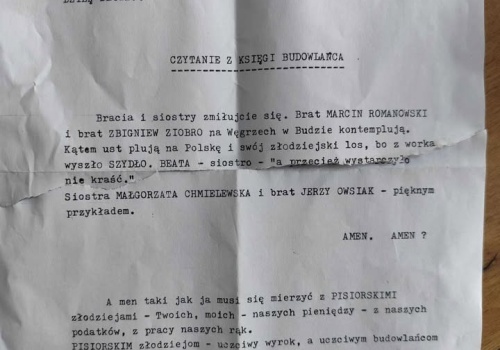 CZYTANIE Z KSIĘGI BUDOWLAŃCA
Bracia i siostry zmiłujcie się. Brat MARCIN ROMANOWSKI
i brat ZBIGNIEW ZIOBRO na Węgrzech w Budzie kontemplują.
Kątem ust plują na Polskę i swój złodziejski los, bo z worka
wyszło SZYDŁO. BEATA - siostro - "a przecież wystarczyło
nie kraść."
Siostra MAŁGORZATA CHMIELEWSKA i brat JERZY OWSIAK - pięknym
przykładem.
AMEN. AMEN ?
A men taki jak ja musi się mierzyć z PISIORSKIMI
złodziejami - Twoich, moich - naszych pieniędzy - z naszych
podatków, z pracy naszych rąk.
PISIORSKIM złodziejom - uczciwy wyrok, a uczciwym budowlańcom